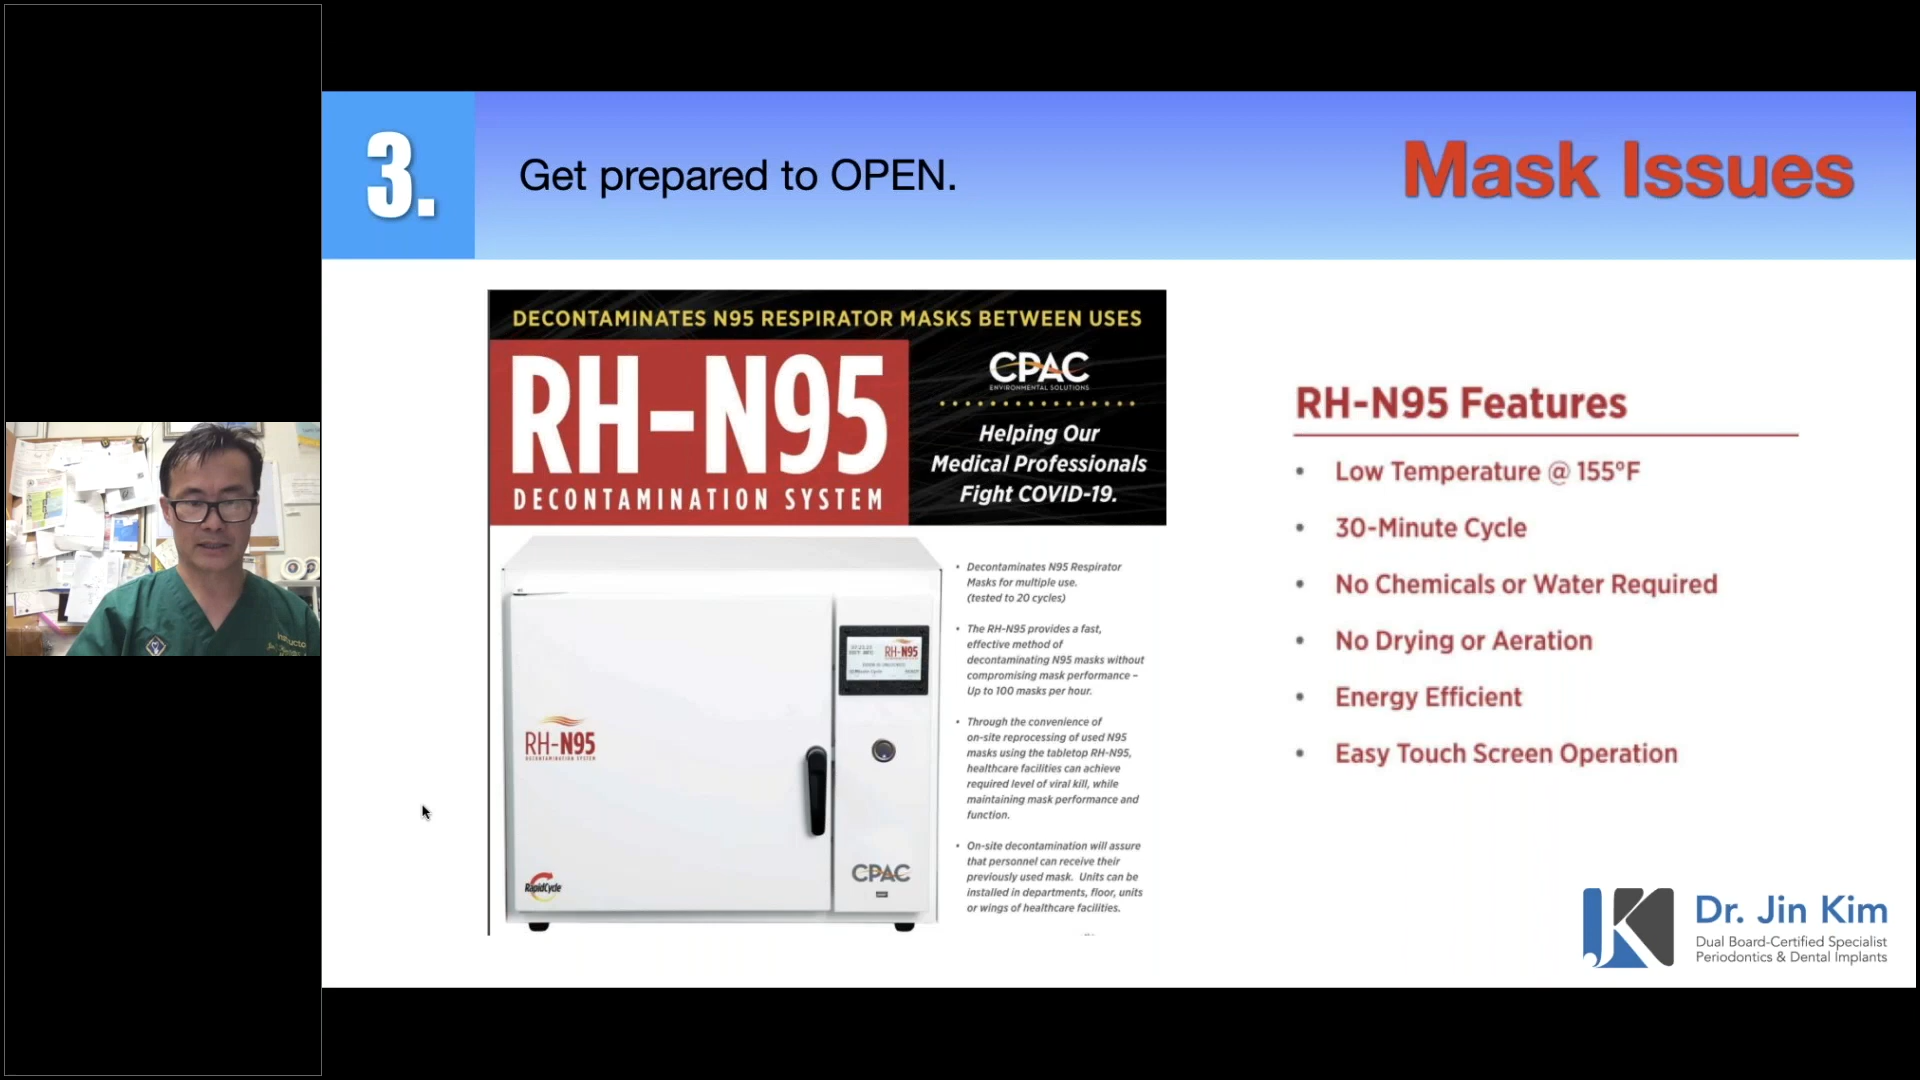 3.
Get prepared to OPEN.
Mask Issues
DECONTAMINATES N95 RESPIRATOR MASKS BETWEEN USES
RH-N95
DECONTAMINATION SYSTEM
CPAC
ENVIRONMENTAL SOLUTIONS
Helping Our
Medical Professionals
Fight COVID-19.
• Decontaminates N95 Respirator
Masks for multiple use.
(tested to 20 cycles)
• The RH-N95 provides a fast,
effective method of
decontaminating N95 masks without
compromising mask performance –
Up to 100 masks per hour.
• Through the convenience of
on-site reprocessing of used N95
masks using the tabletop RH-N95,
healthcare facilities can achieve
required level of viral kill, while
maintaining mask performance and
function.
• On-site decontamination will assure
that personnel can receive their
previously used mask. Units can be
installed in departments, floor, units
or wings of healthcare facilities.
RH-N95
RH-N95
DECONTAMINATION SYSTEM
RapidCycle
CPAC
RH-N95 Features
• Low Temperature @ 155°F
• 30-Minute Cycle
• No Chemicals or Water Required
• No Drying or Aeration
• Energy Efficient
• Easy Touch Screen Operation
JK
Dr. Jin Kim
Dual Board-Certified Specialist
Periodontics & Dental Implants